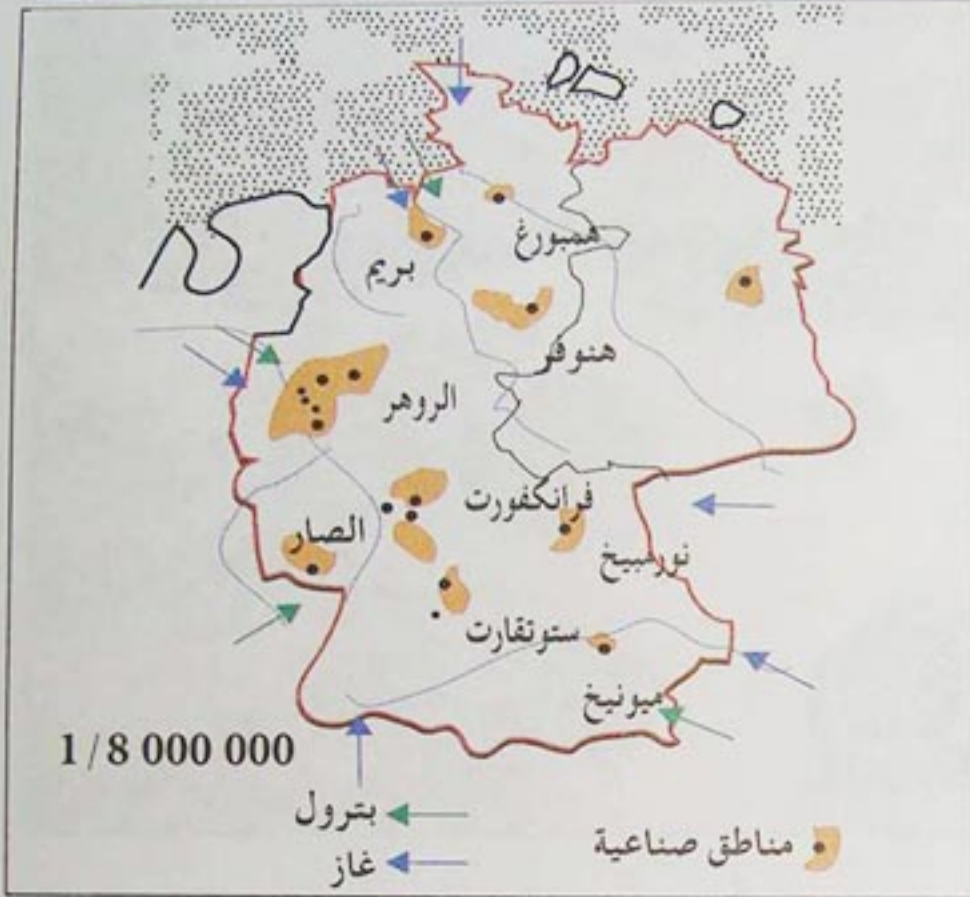 همبورغ
بريم
هنوفر
الروهر
فرانكفورت
الصار
نورمبيخ
ستوتقارت
ميونيخ
1 / 8 000 000
بترول
غاز
مناطق صناعية